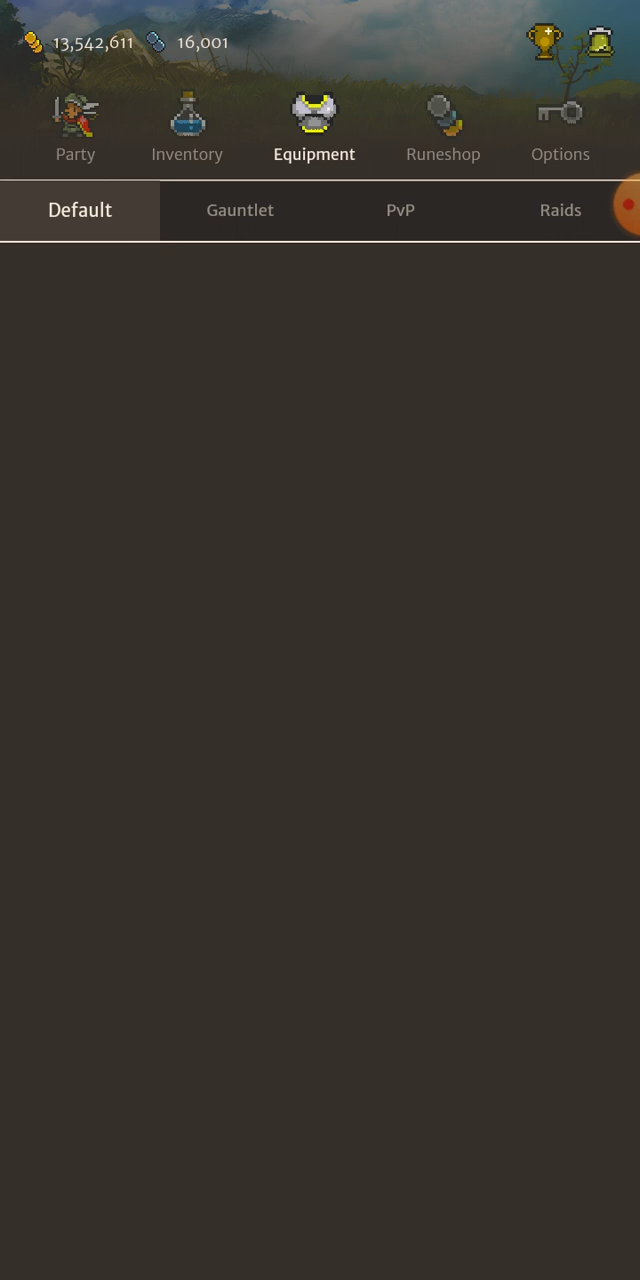 13,542,611 16,001
Party Inventory Equipment Runeshop Options
Default Gauntlet PvP Raids